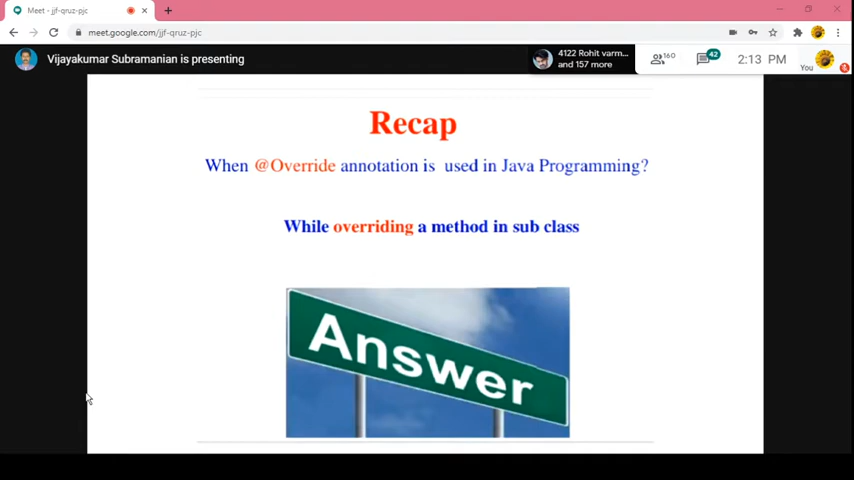 Meet - jjf-qruz-pjc
meet.google.com/jjf-qruz-pjc
Vijayakumar Subramanian is presenting
4122 Rohit varm...
and 157 more
160
42
2:13 PM
You
Recap
When @Override annotation is used in Java Programming?
While overriding a method in sub class
Answer